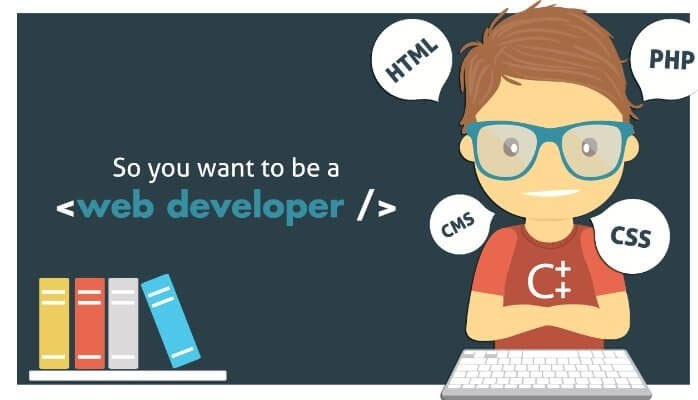 HTML
PHP
So you want to be a
<web developer />
CMS
CSS
C++